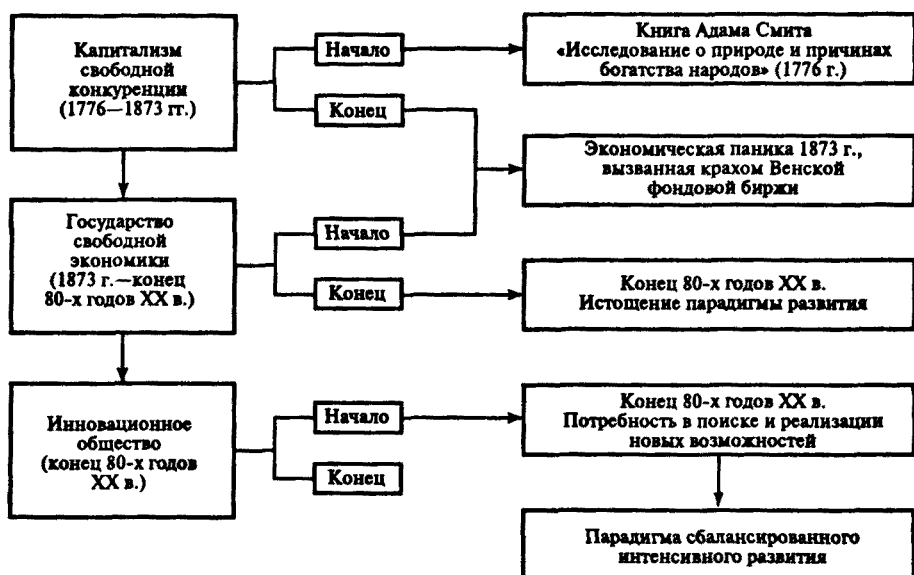 Капитализм
свободной
конкуренции
(1776—1873 гг.)
Начало
Книга Адама Смита
«Исследование о природе и причинах
богатства народов» (1776 г.)
Конец
Экономическая паника 1873 г.,
вызванная крахом Венской
фондовой биржи
Государство
свободной
экономики
(1873 г.—конец
80-х годов XX в.)
Начало
Конец
Конец 80-х годов XX в.
Истощение парадигмы развития
Инновационное
общество
(конец 80-х годов
XX в.)
Начало
Конец 80-х годов XX в.
Потребность в поиске и реализации
новых возможностей
Конец
Парадигма сбалансированного
интенсивного развития